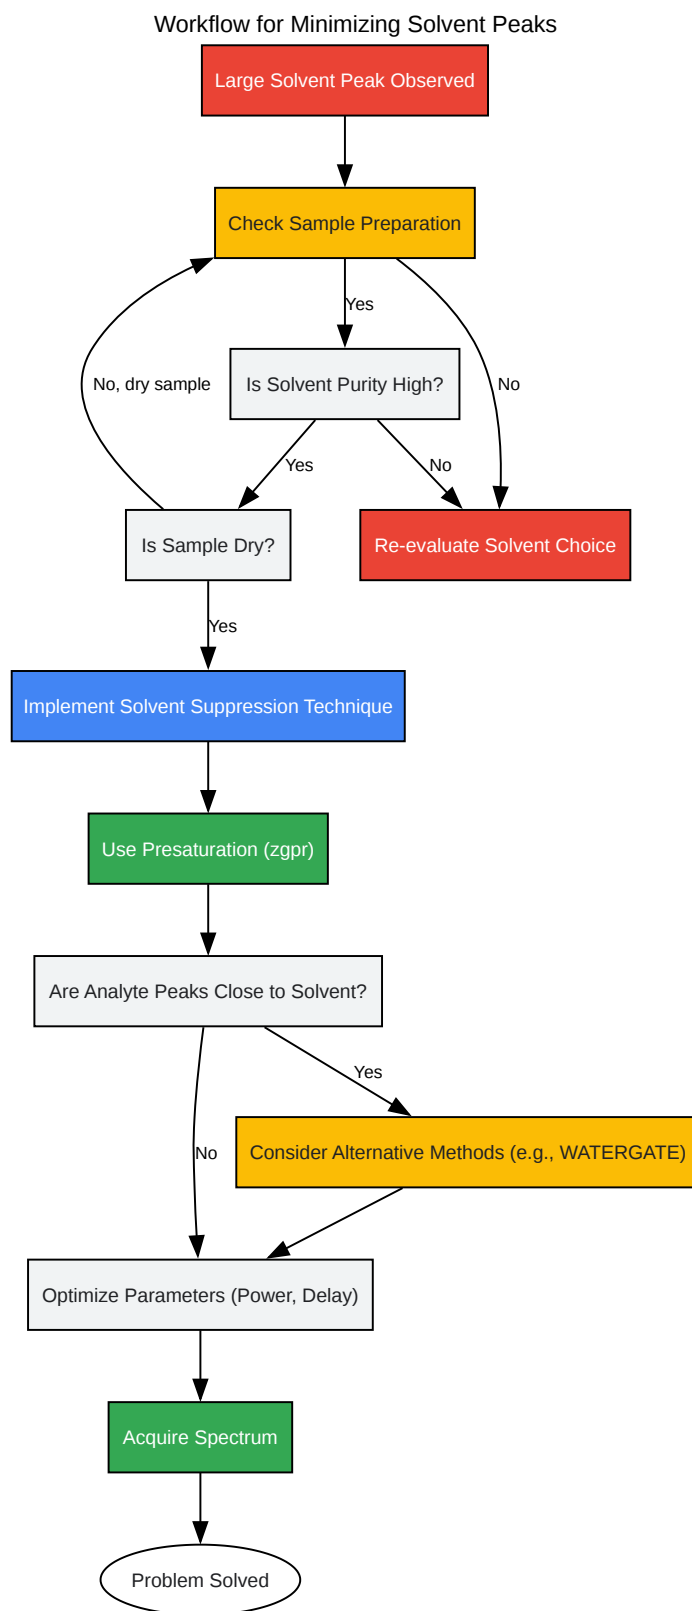 Workflow for Minimizing Solvent Peaks
Large Solvent Peak Observed
Check Sample Preparation
Yes
No, dry sample
No
Is Solvent Purity High?
Yes
No
Is Sample Dry?
Re-evaluate Solvent Choice
Yes
Implement Solvent Suppression Technique
Use Presaturation (zgpr)
Are Analyte Peaks Close to Solvent?
Yes
No
Consider Alternative Methods (e.g., WATERGATE)
Optimize Parameters (Power, Delay)
Acquire Spectrum
Problem Solved